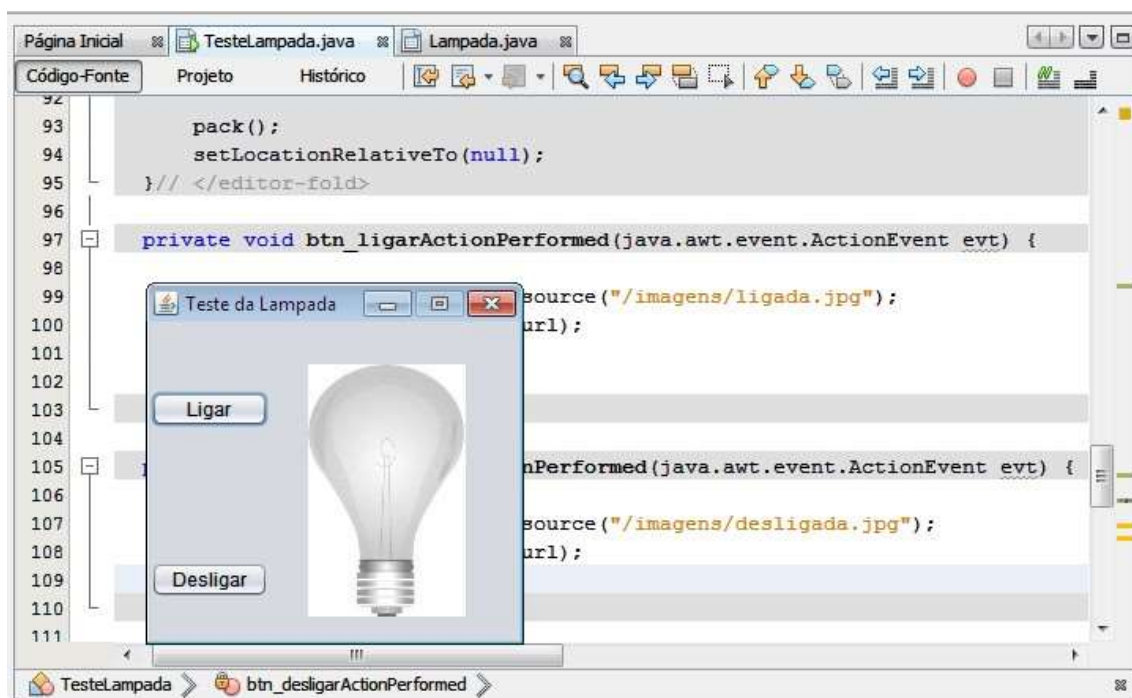 Página Inicial TesteLampada.java Lampada.java
Código-Fonte Projeto Histórico
92
93 pack();
94 setLocationRelativeTo(null);
95 }// </editor-fold>
96
97 private void btn_ligarActionPerformed(java.awt.event.ActionEvent evt) {
98
99 source("/imagens/ligada.jpg");
Teste da Lampada
100 url);
101
102
103
Ligar
104
105 nPerformed(java.awt.event.ActionEvent evt) {
106
107 source("/imagens/desligada.jpg");
108 url);
109
Desligar
110
111
TesteLampada btn_desligarActionPerformed